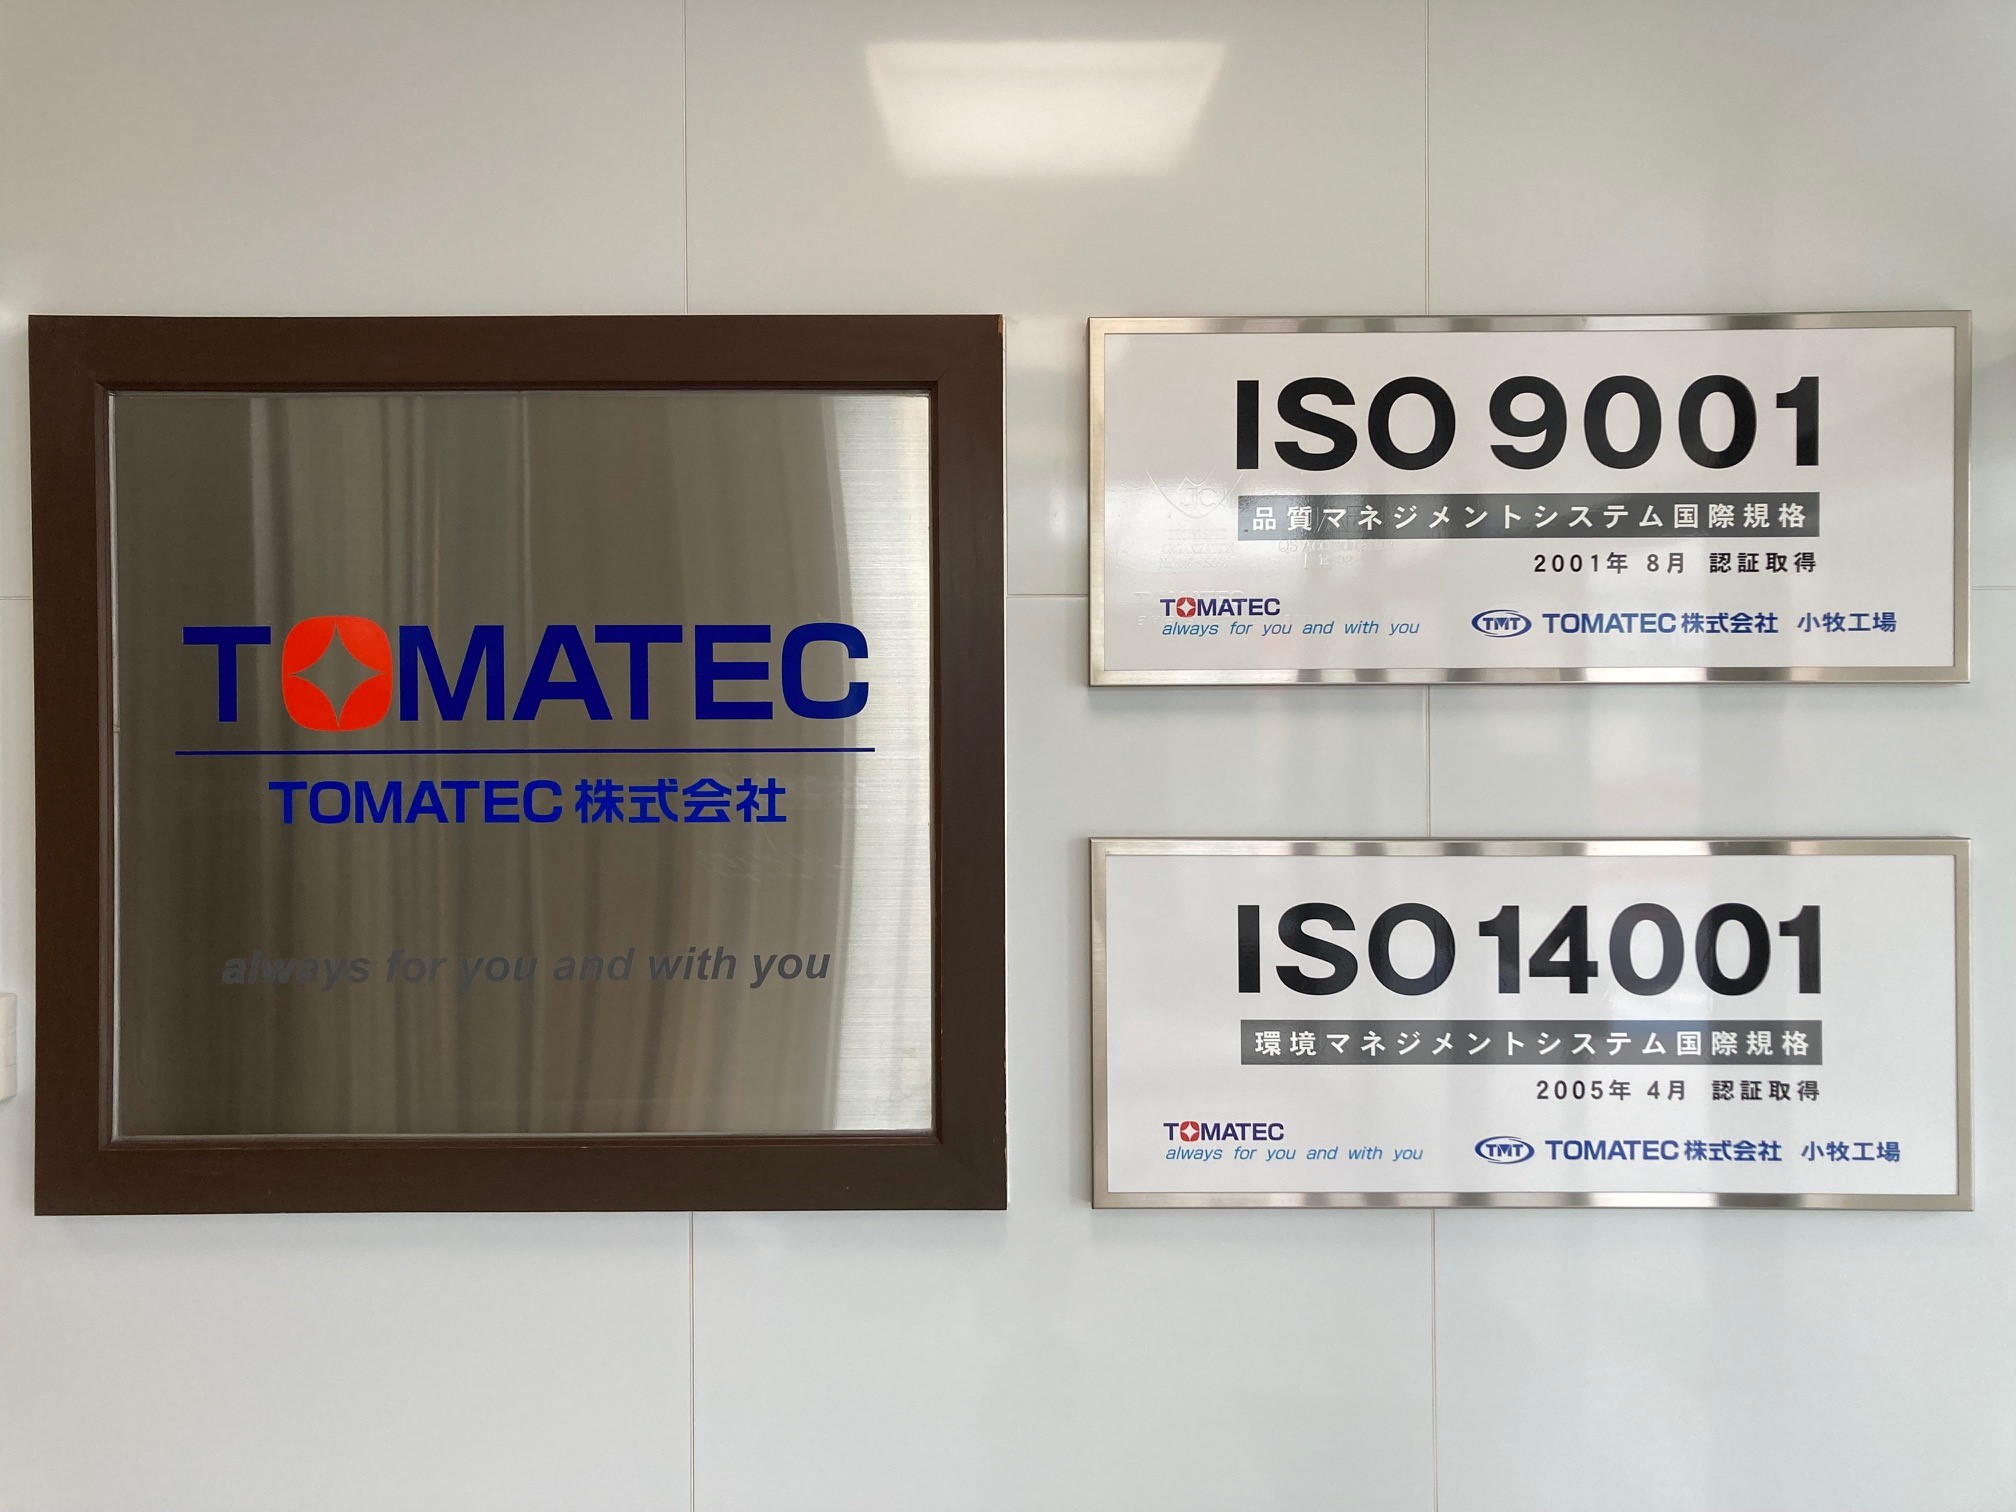 TOMATEC
TOMATEC株式会社
always for you and with you
ISO 9001
品質マネジメントシステム国際規格
2001年 8月 認証取得
TOMATEC
always for you and with you
TMT TOMATEC株式会社 小牧工場
ISO 14001
環境マネジメントシステム国際規格
2005年 4月 認証取得
TOMATEC
always for you and with you
TMT TOMATEC株式会社 小牧工場